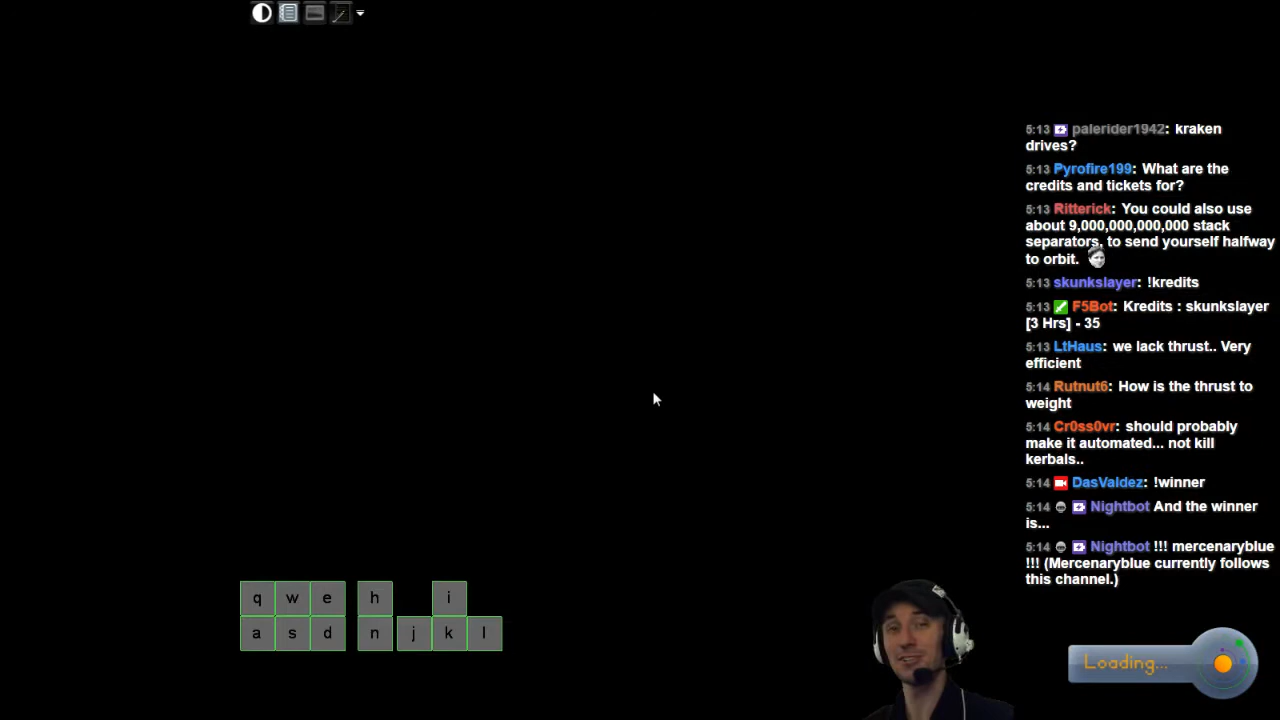 5:13 palerider1942: kraken
drives?
5:13 Pyrofire199: What are the
credits and tickets for?
5:13 Ritterick: You could also use
about 9,000,000,000,000 stack
separators, to send yourself halfway
to orbit.
5:13 skunkslayer: !kredits
5:13 F5Bot: Kredits : skunkslayer
[3 Hrs] - 35
5:13 LtHaus: we lack thrust.. Very
efficient
5:14 Rutnut6: How is the thrust to
weight
5:14 Cr0ss0vr: should probably
make it automated... not kill
kerbals..
5:14 DasValdez: !winner
5:14 Nightbot And the winner
is...
5:14 Nightbot !!! mercenaryblue
!!! (Mercenaryblue currently follows
this channel.)
q w e h i
a s d n j k l
Loading...